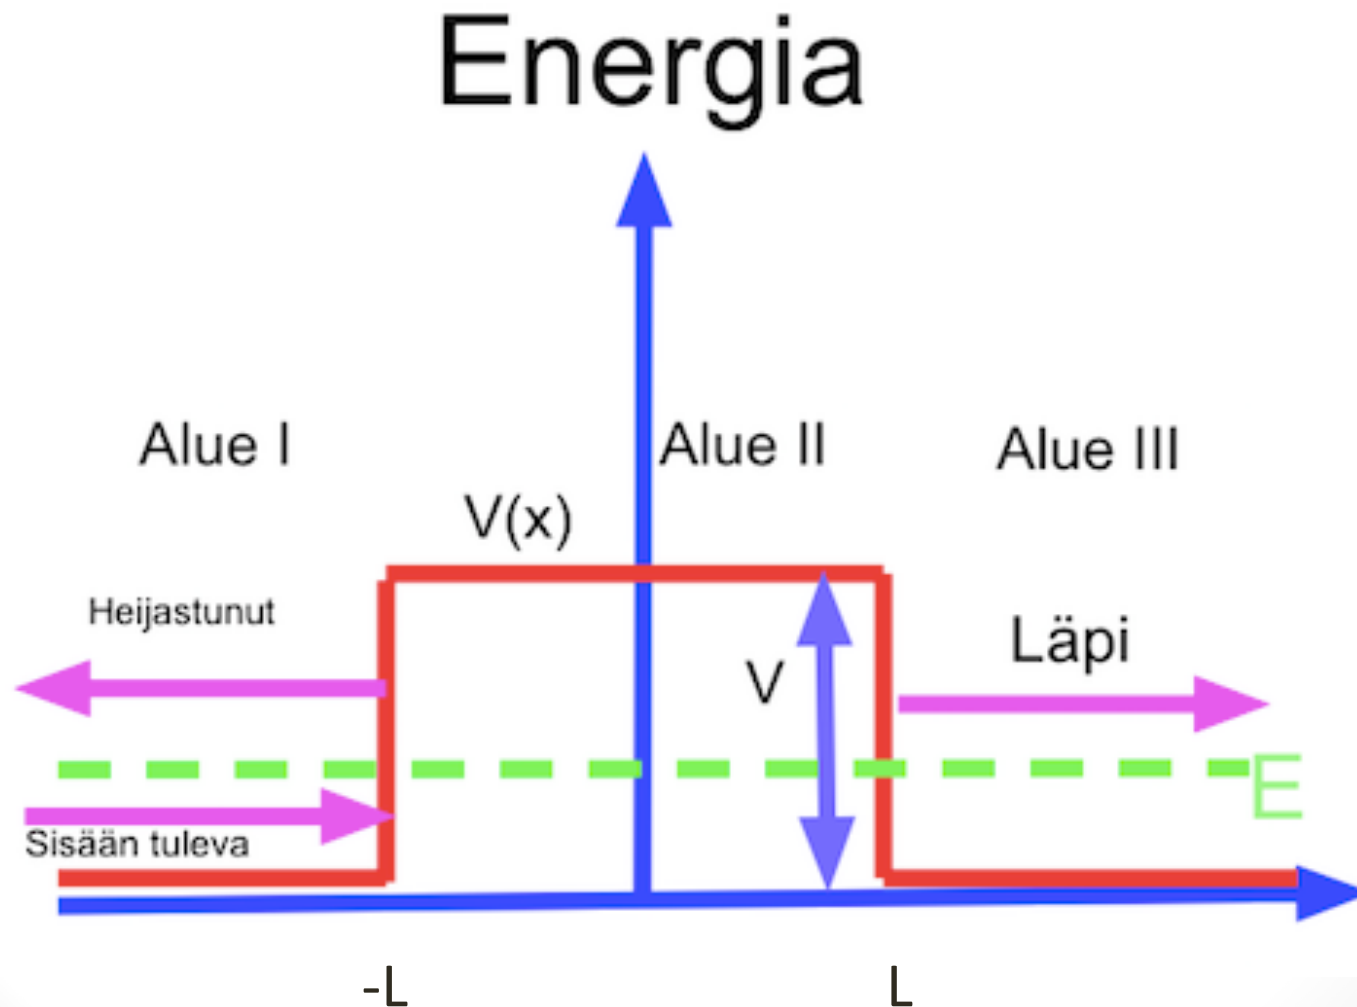 Energia
Alue I
Alue II
Alue III
V(x)
Heijastunut
Läpi
V
E
Sisään tuleva
-L
L